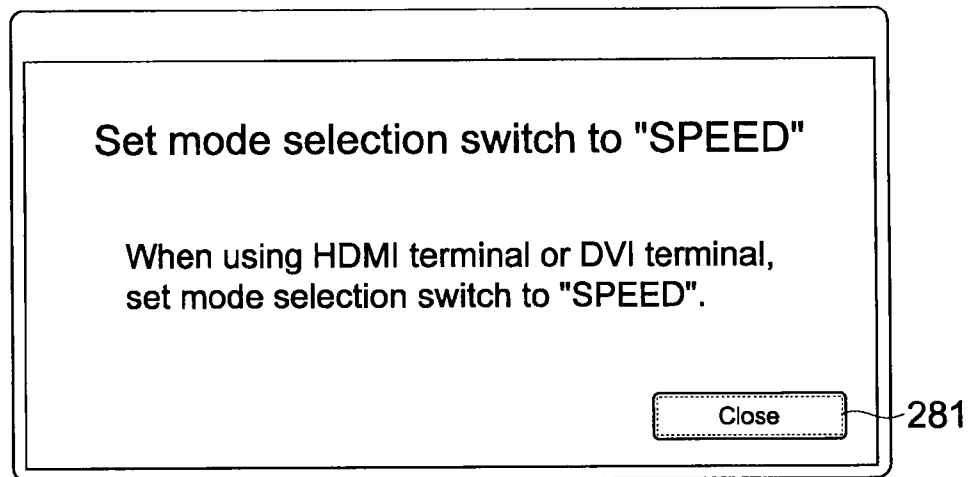 Set mode selection switch to "SPEED"
When using HDMI terminal or DVI terminal,
set mode selection switch to "SPEED".
Close
281